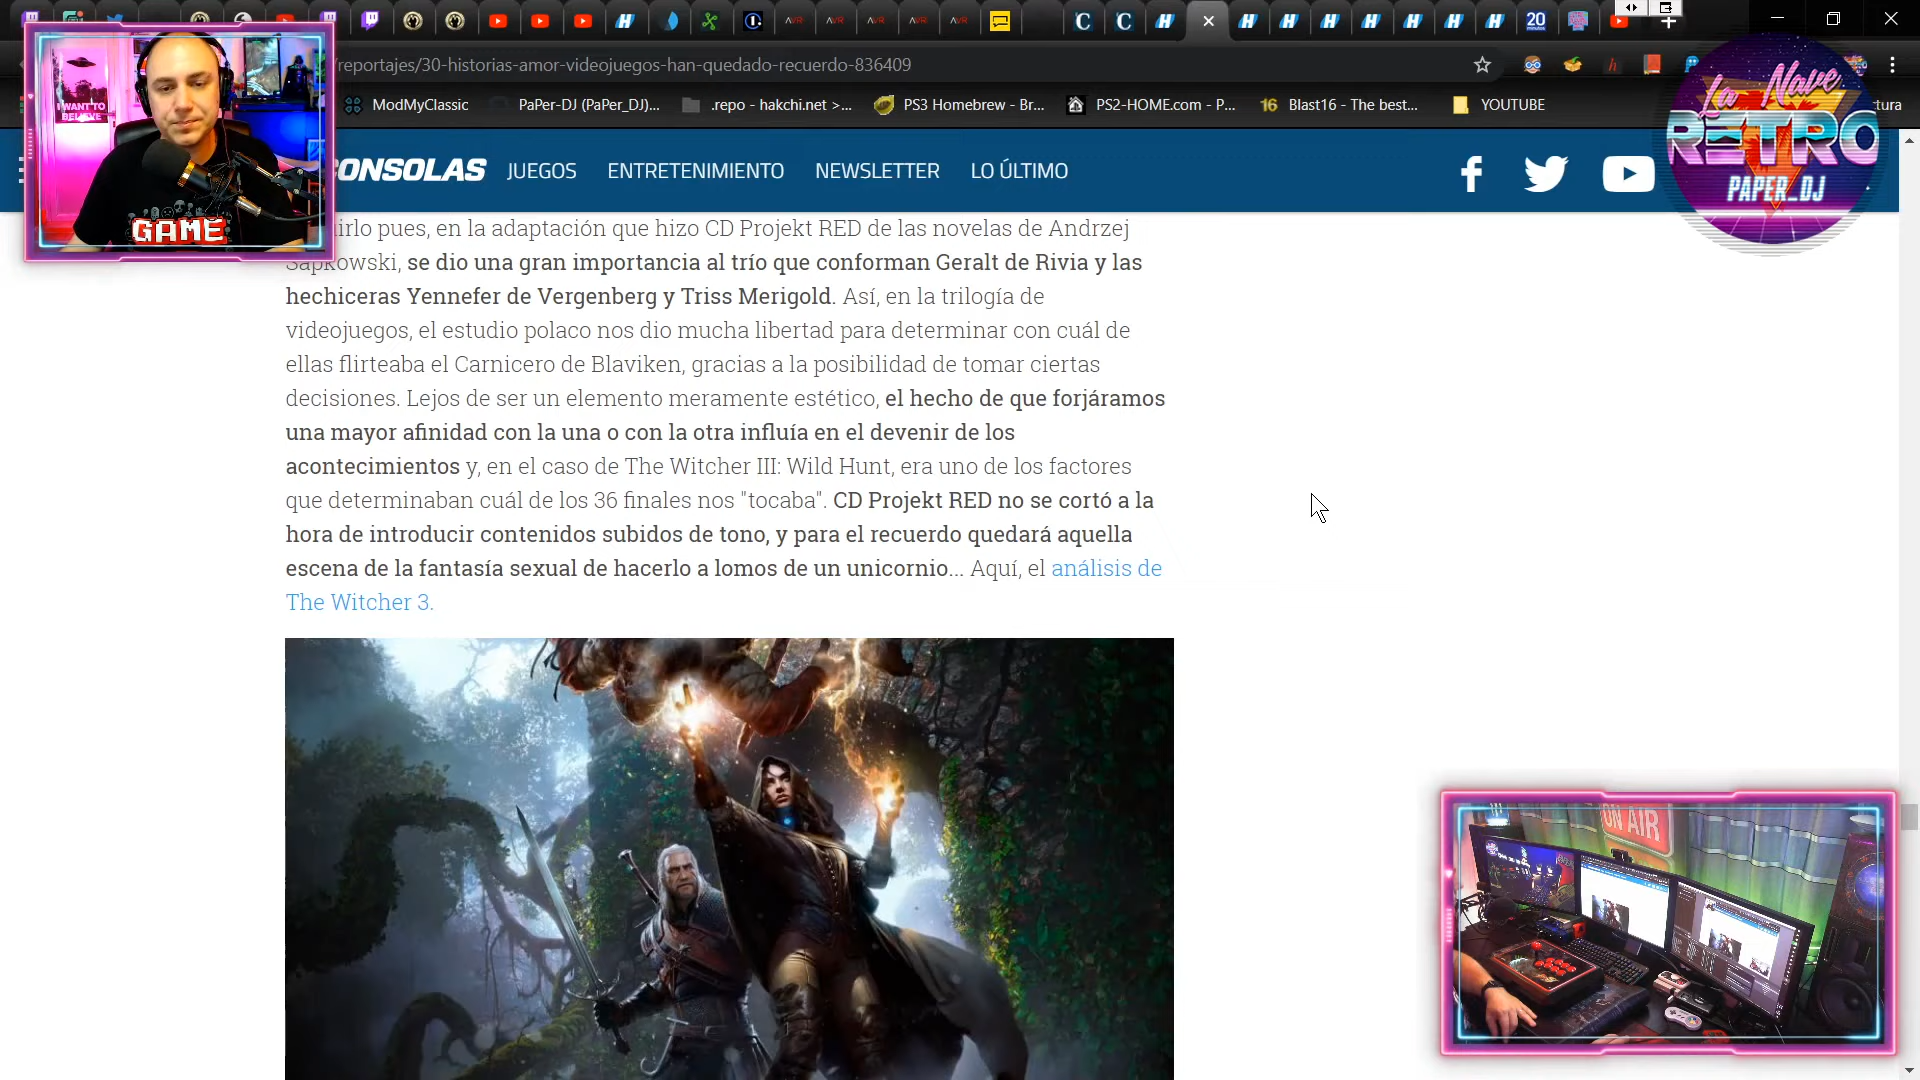 /reportajes/30-historias-amor-videojuegos-han-quedado-recuerdo-836409
ModMyClassic
PaPer-DJ (PaPer_DJ)...
.repo - hakchi.net >...
PS3 Homebrew - Br...
PS2-HOME.com - P...
16 Blast16 - The best...
YOUTUBE
ctura
I WANT TO
BELIEVE
GAME
La Nave
RETRO
PAPER_DJ
CONSOLAS JUEGOS ENTRETENIMIENTO NEWSLETTER LO ÚLTIMO
irlo pues, en la adaptación que hizo CD Projekt RED de las novelas de Andrzej
Sapkowski, se dio una gran importancia al trío que conforman Geralt de Rivia y las
hechiceras Yennefer de Vergenberg y Triss Merigold. Así, en la trilogía de
videojuegos, el estudio polaco nos dio mucha libertad para determinar con cuál de
ellas flirteaba el Carnicero de Blaviken, gracias a la posibilidad de tomar ciertas
decisiones. Lejos de ser un elemento meramente estético, el hecho de que forjáramos
una mayor afinidad con la una o con la otra influía en el devenir de los
acontecimientos y, en el caso de The Witcher III: Wild Hunt, era uno de los factores
que determinaban cuál de los 36 finales nos "tocaba". CD Projekt RED no se cortó a la
hora de introducir contenidos subidos de tono, y para el recuerdo quedará aquella
escena de la fantasía sexual de hacerlo a lomos de un unicornio... Aquí, el análisis de
The Witcher 3.
ON AIR